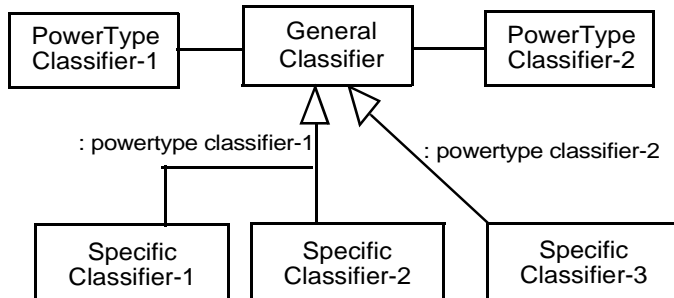 PowerType
Classifier-1
General
Classifier
PowerType
Classifier-2
: powertype classifier-1
: powertype classifier-2
Specific
Classifier-1
Specific
Classifier-2
Specific
Classifier-3